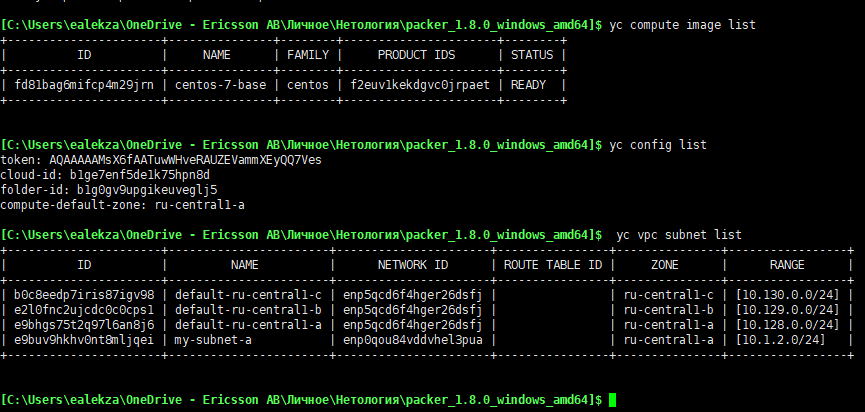 [C:\Users\ealekza\OneDrive - Ericsson AB\Личное\Нетология\packer_1.8.0_windows_amd64]$ yc compute image list
+----------------------+---------------+--------+----------------------+--------+
|          ID          |     NAME      | FAMILY |     PRODUCT IDS      | STATUS |
+----------------------+---------------+--------+----------------------+--------+
| fd81bag6mifcp4m29jrn | centos-7-base | centos | f2euv1kekdgvc0jrpaet | READY  |
+----------------------+---------------+--------+----------------------+--------+
[C:\Users\ealekza\OneDrive - Ericsson AB\Личное\Нетология\packer_1.8.0_windows_amd64]$ yc config list
token: AQAAAAAMsX6fAATuwWHveRAUZEVammXEyQQ7Ves
cloud-id: b1ge7enf5de1k75hpn8d
folder-id: b1g0gv9upgikeuveglj5
compute-default-zone: ru-central1-a
[C:\Users\ealekza\OneDrive - Ericsson AB\Личное\Нетология\packer_1.8.0_windows_amd64]$  yc vpc subnet list
+----------------------+-----------------------+----------------------+----------------+---------------+-----------------+
|          ID          |         NAME          |      NETWORK ID      | ROUTE TABLE ID |     ZONE      |      RANGE      |
+----------------------+-----------------------+----------------------+----------------+---------------+-----------------+
| b0c8eedp7iris87igv98 | default-ru-central1-c | enp5qcd6f4hger26dsfj |                | ru-central1-c | [10.130.0.0/24] |
| e2l0fnc2ujcdc0c0cps1 | default-ru-central1-b | enp5qcd6f4hger26dsfj |                | ru-central1-b | [10.129.0.0/24] |
| e9bhgs75t2q97l6an8j6 | default-ru-central1-a | enp5qcd6f4hger26dsfj |                | ru-central1-a | [10.128.0.0/24] |
| e9buv9hkhv0nt8mljqei | my-subnet-a           | enp0qou84vddvhel3pua |                | ru-central1-a | [10.1.2.0/24]   |
+----------------------+-----------------------+----------------------+----------------+---------------+-----------------+
[C:\Users\ealekza\OneDrive - Ericsson AB\Личное\Нетология\packer_1.8.0_windows_amd64]$